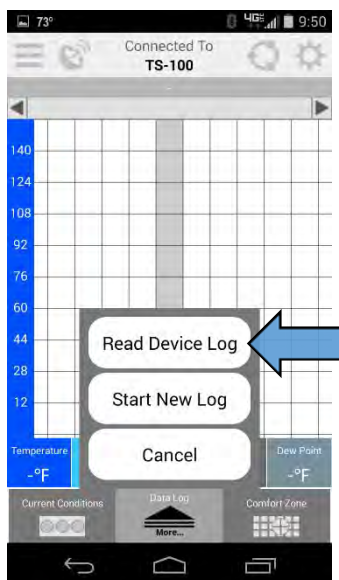 73° 4G 9:50
Connected To
TS-100
-
140
124
108
92
76
60
44
28
12
Read Device Log
Start New Log
Cancel
Temperature
-°F
Dew Point
-°F
Current Conditions
Data Log
More...
Comfort Zone